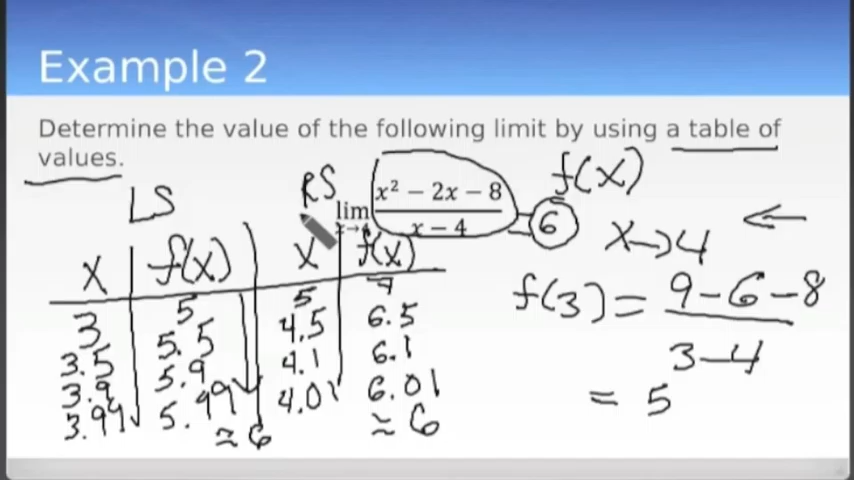 Example 2
Determine the value of the following limit by using a table of
values.
LS
RS
lim x→4 (x² − 2x − 8)/(x − 4) = 6
f(x)
x→4 ←
x | f(x) | x | f(x)
3 | 5 | 5 | 7
3.5 | 5.5 | 4.5 | 6.5
3.9 | 5.9 | 4.1 | 6.1
3.99 | 5.99 | 4.01 | 6.01
≈ 6 | ≈ 6
f(3) = (9 − 6 − 8)/(3 − 4)
= 5